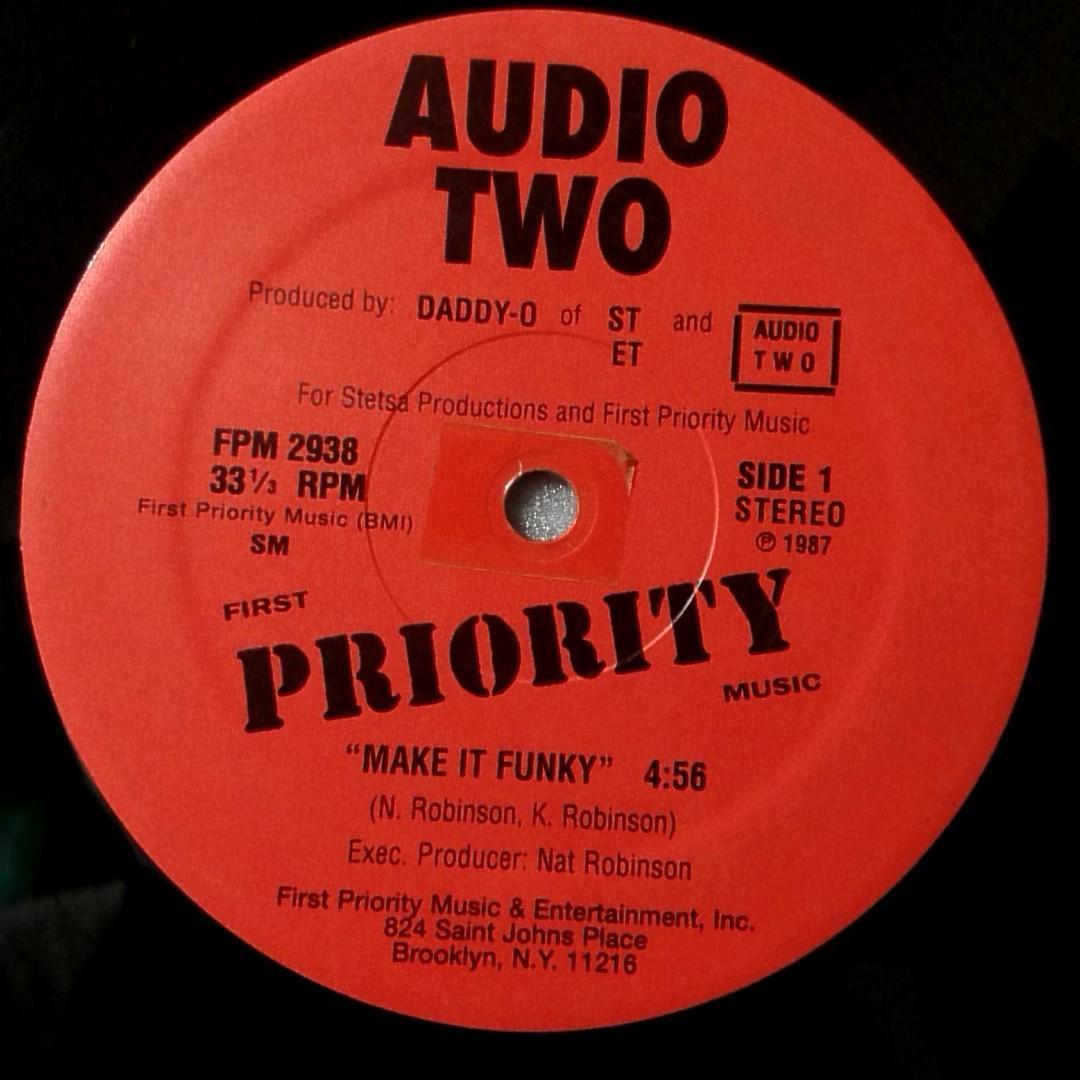 AUDIO
TWO
Produced by: DADDY-O of ST ET and AUDIO TWO
For Stetsa Productions and First Priority Music
FPM 2938
33⅓ RPM
First Priority Music (BMI)
SM
SIDE 1
STEREO
℗ 1987
FIRST
PRIORITY
MUSIC
“MAKE IT FUNKY” 4:56
(N. Robinson, K. Robinson)
Exec. Producer: Nat Robinson
First Priority Music & Entertainment, Inc.
824 Saint Johns Place
Brooklyn, N.Y. 11216